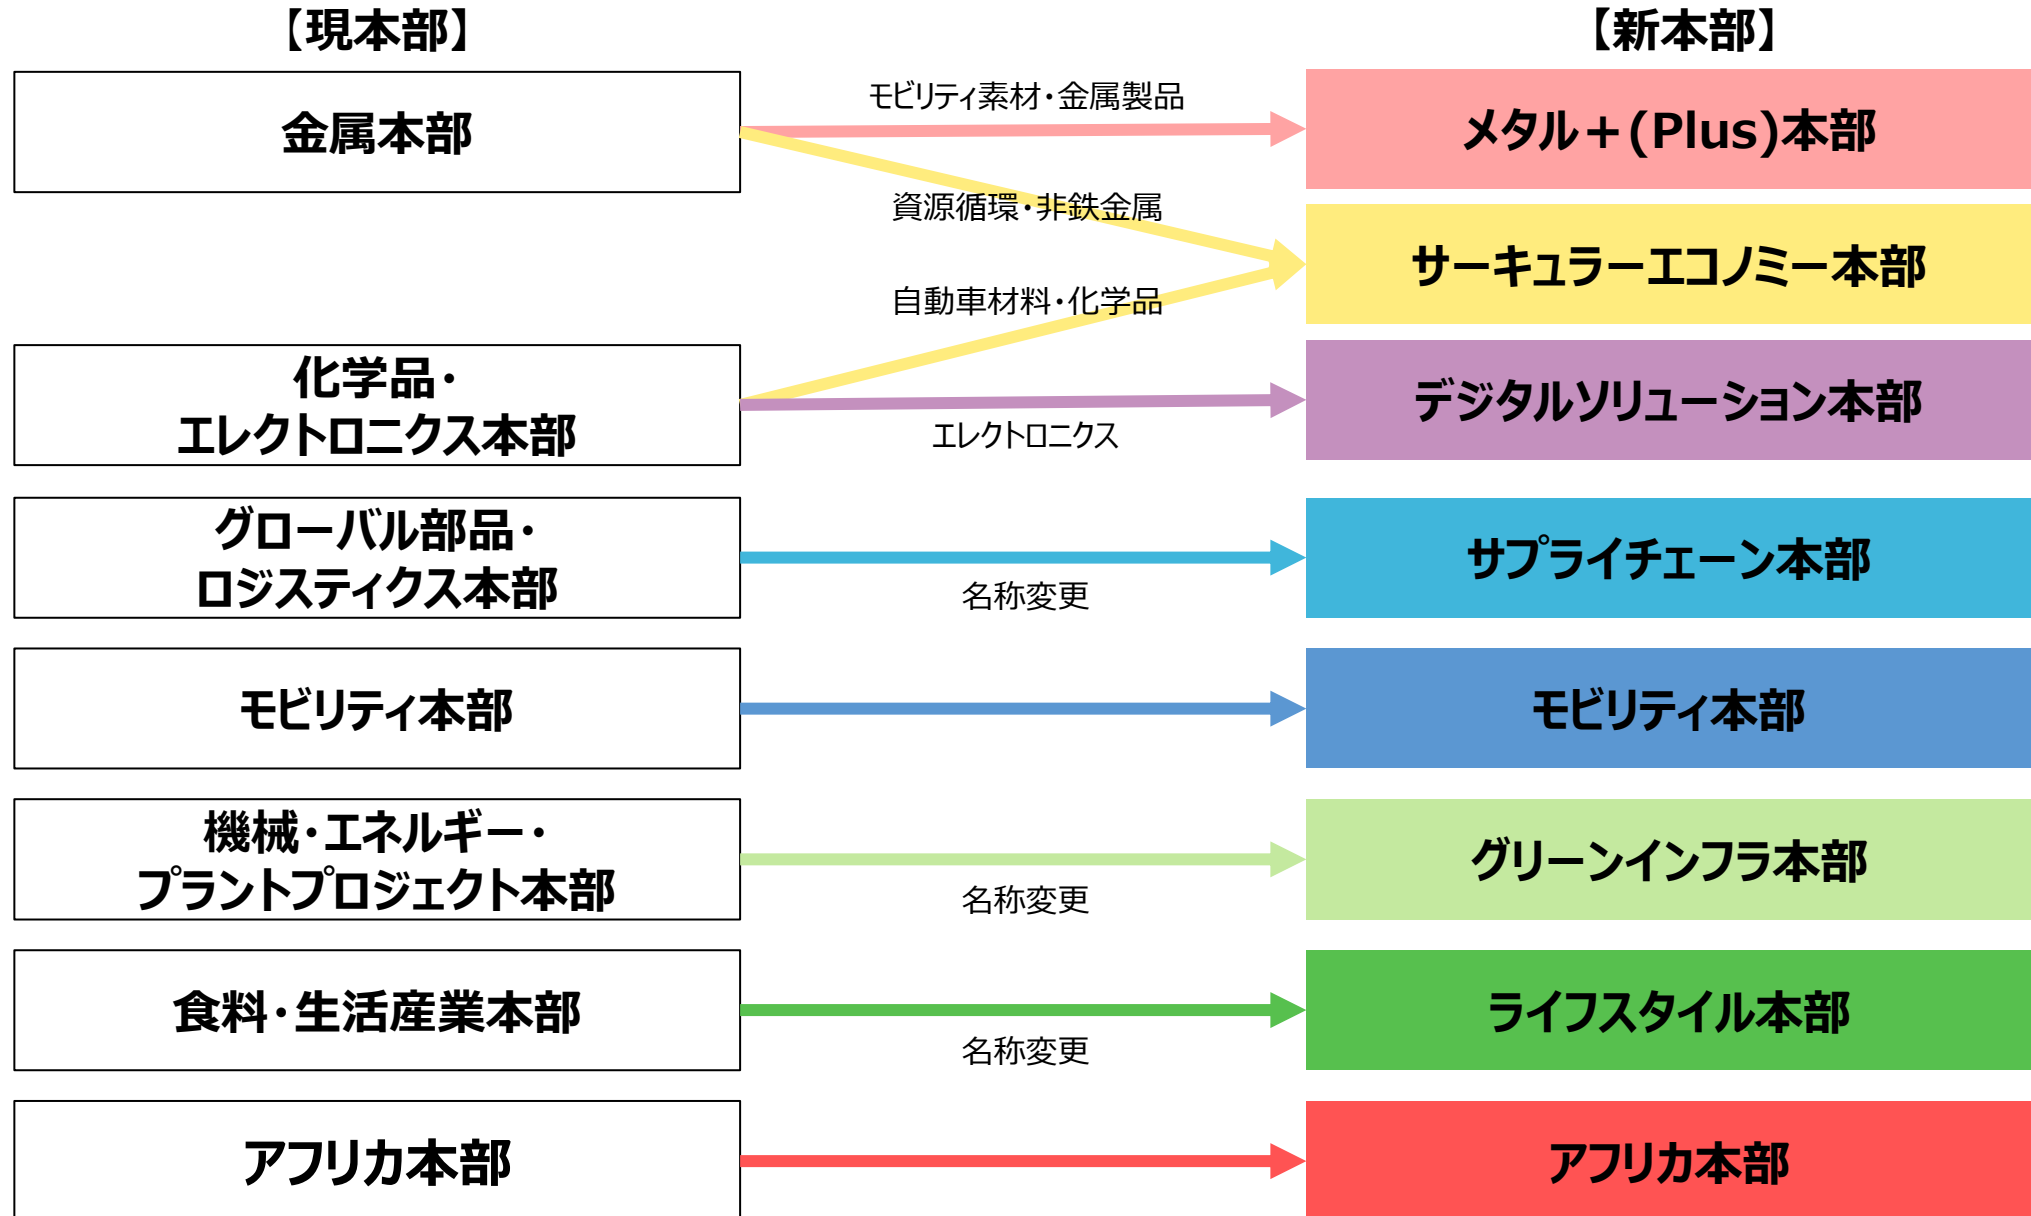 【現本部】
【新本部】
金属本部
モビリティ素材・金属製品
メタル＋(Plus)本部
資源循環・非鉄金属
サーキュラーエコノミー本部
自動車材料・化学品
化学品・
エレクトロニクス本部
エレクトロニクス
デジタルソリューション本部
グローバル部品・
ロジスティクス本部
名称変更
サプライチェーン本部
モビリティ本部
モビリティ本部
機械・エネルギー・
プラントプロジェクト本部
名称変更
グリーンインフラ本部
食料・生活産業本部
名称変更
ライフスタイル本部
アフリカ本部
アフリカ本部